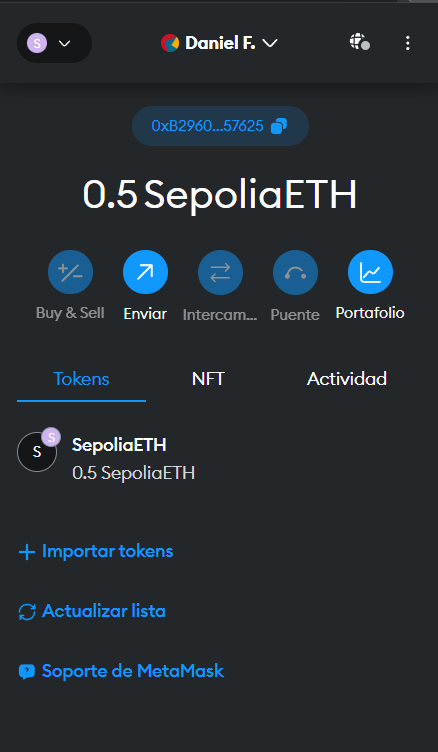 S
Daniel F.
0xB2960...57625
0.5 SepoliaETH
Buy & Sell
Enviar
Intercam...
Puente
Portafolio
Tokens
NFT
Actividad
S
S
SepoliaETH
0.5 SepoliaETH
Importar tokens
Actualizar lista
?
Soporte de MetaMask